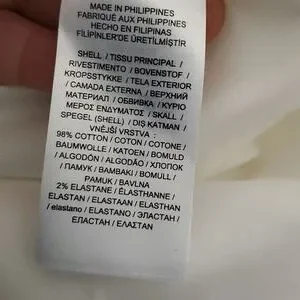 MADE IN PHILIPPINES
FABRIQUÉ AUX PHILIPPINES
HECHO EN FILIPINAS
FİLİPİNLER'DE ÜRETİLMİŞTİR
SHELL / TISSU PRINCIPAL /
RIVESTIMENTO / BOVENSTOF /
KROPSSTYKKE / TELA EXTERIOR
/ CAMADA EXTERNA / ВЕРХНИЙ
МАТЕРИАЛ / ОБВИВКА / ΚΥΡΙΟ
ΜΕΡΟΣ ΕΝΔΥΜΑΤΟΣ / SKALL /
SPEGEL (SHELL) / DIŞ KATMAN /
VNĚJŠÍ VRSTVA :
98% COTTON / COTON / COTONE /
BAUMWOLLE / KATOEN / BOMULD
/ ALGODÓN / ALGODÃO / ХЛОПОК
/ ПАМУК / ΒΑΜΒΑΚΙ / BOMULL /
PAMUK / BAVLNA
2% ELASTANE / ÉLASTHANNE /
ELASTAN / ELASTAAN / ELASTHAN
/ elastano / ELASTANO / ЭЛАСТАН /
ЕЛАСТАН / ΕΛΑΣΤΑΝ